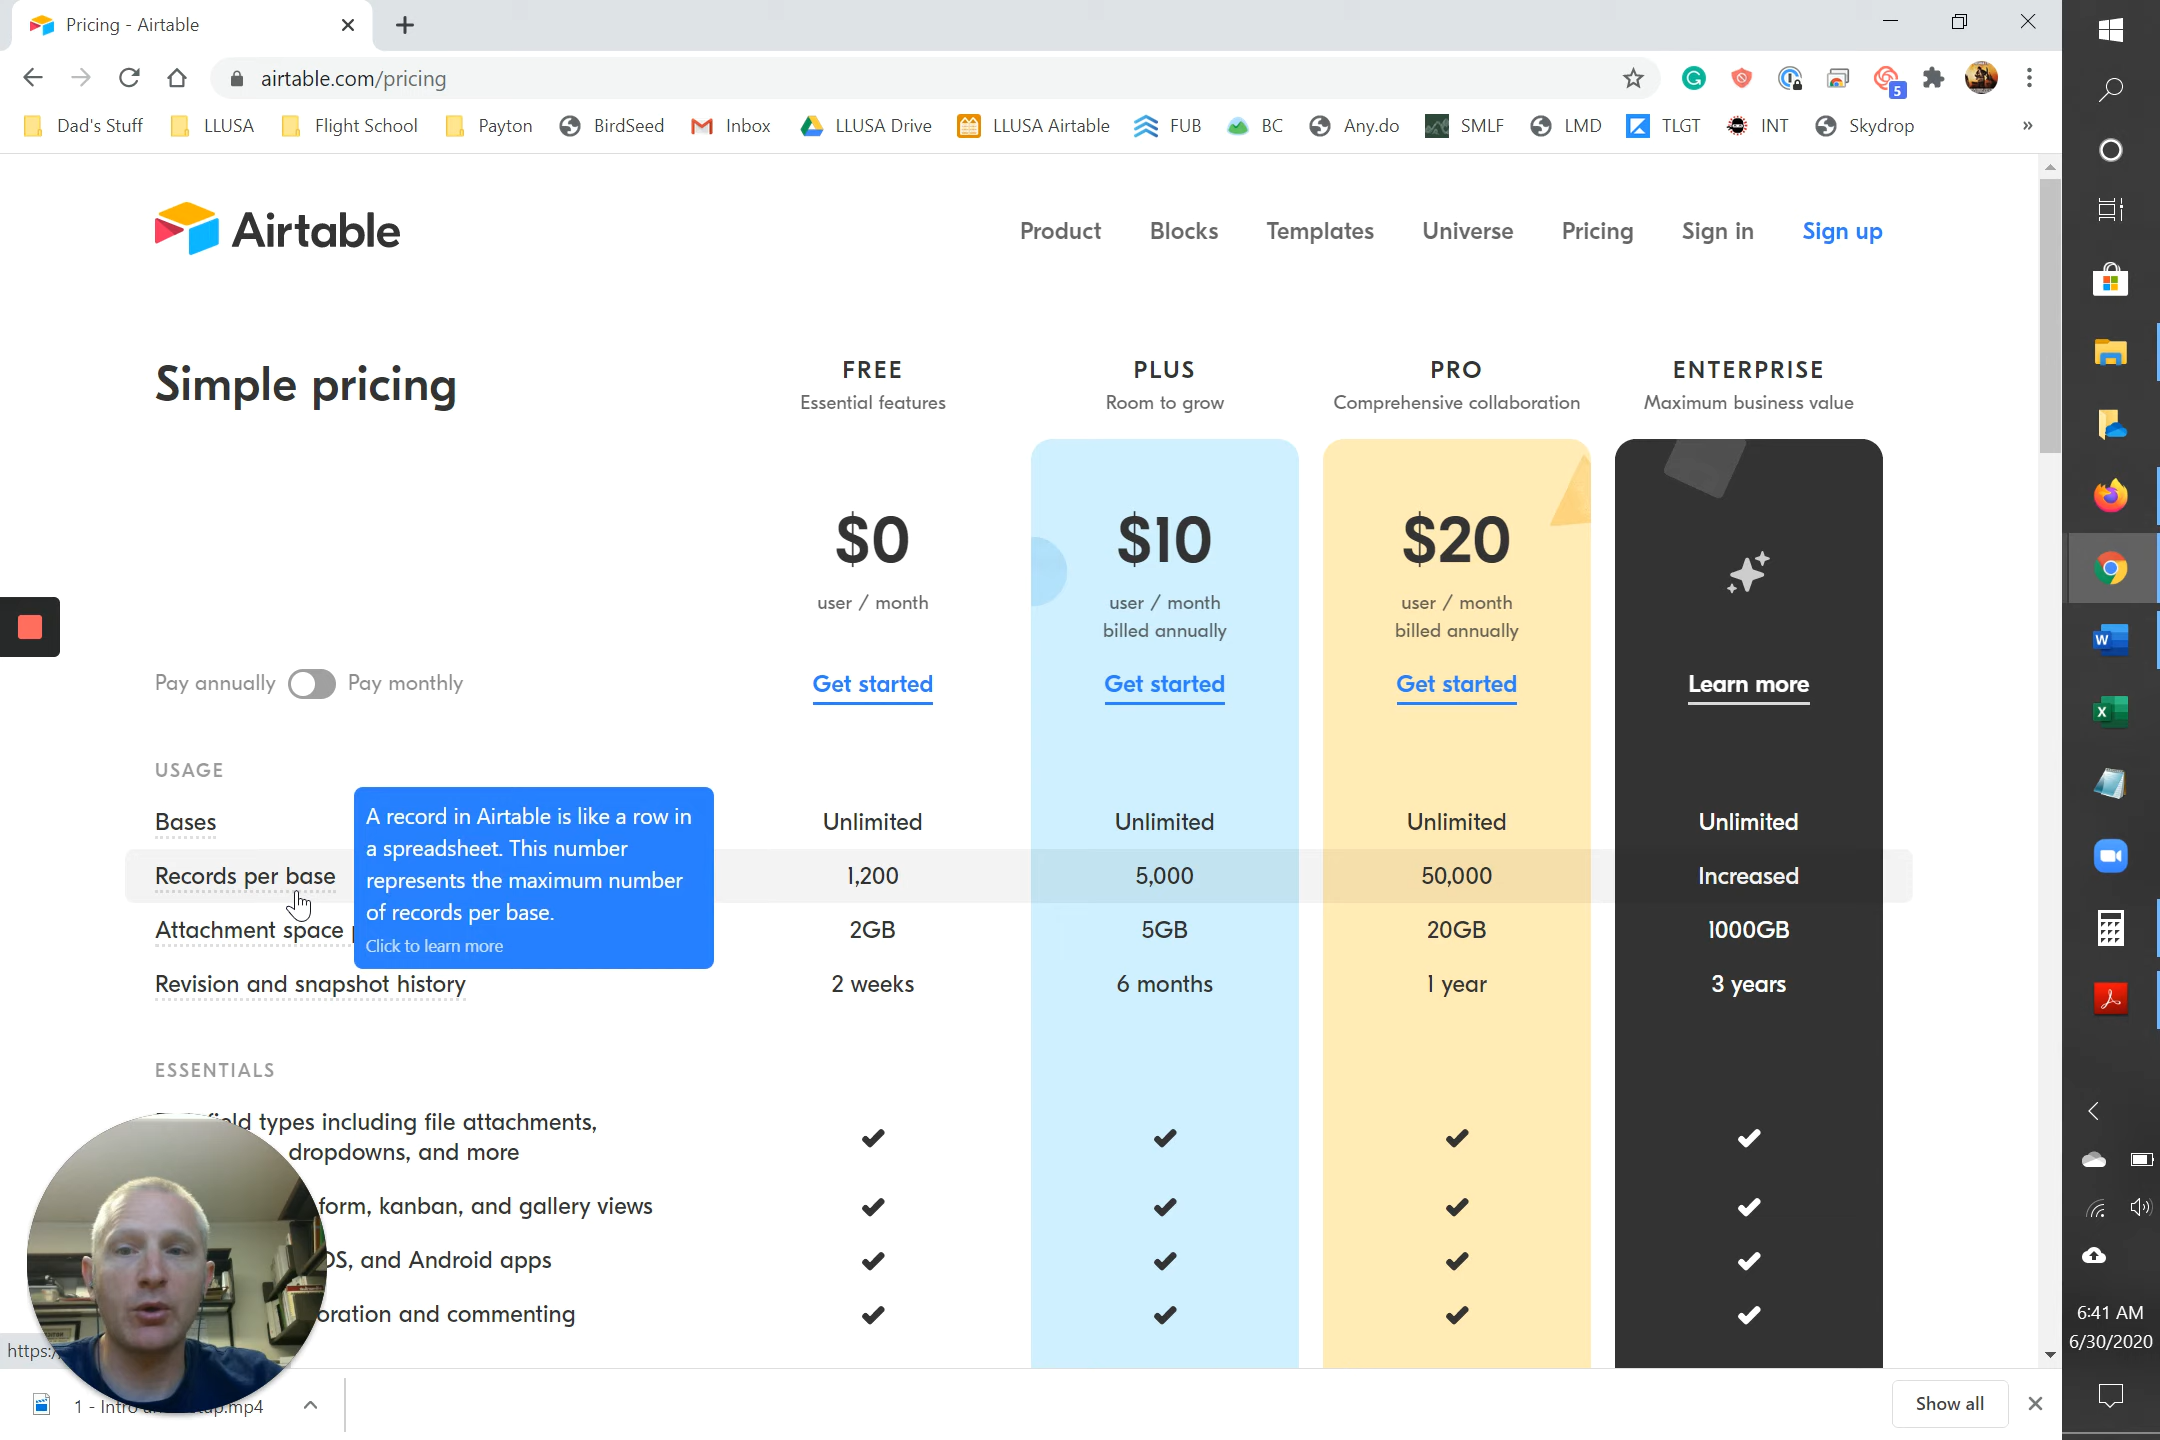 Pricing - Airtable
airtable.com/pricing
5
Dad's Stuff LLUSA Flight School Payton BirdSeed Inbox LLUSA Drive LLUSA Airtable FUB BC Any.do SMLF LMD TLGT INT Skydrop »
Airtable
Product Blocks Templates Universe Pricing Sign in Sign up
Simple pricing
FREE PLUS PRO ENTERPRISE
Essential features Room to grow Comprehensive collaboration Maximum business value
$0 $10 $20
user / month user / month user / month
billed annually billed annually
Pay annually Pay monthly Get started Get started Get started Learn more
USAGE
A record in Airtable is like a row in
a spreadsheet. This number
represents the maximum number
of records per base.
Click to learn more
Bases Unlimited Unlimited Unlimited Unlimited
Records per base 1,200 5,000 50,000 Increased
Attachment space 2GB 5GB 20GB 1000GB
Revision and snapshot history 2 weeks 6 months 1 year 3 years
ESSENTIALS
types including file attachments,
dropdowns, and more
form, kanban, and gallery views
and Android apps
and commenting
https:/
1 - Intro .mp4
Show all
6:41 AM
6/30/2020